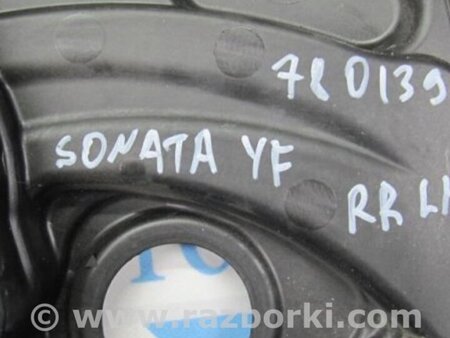 780139
SONATA YF
RR LH
© www.razborki.com